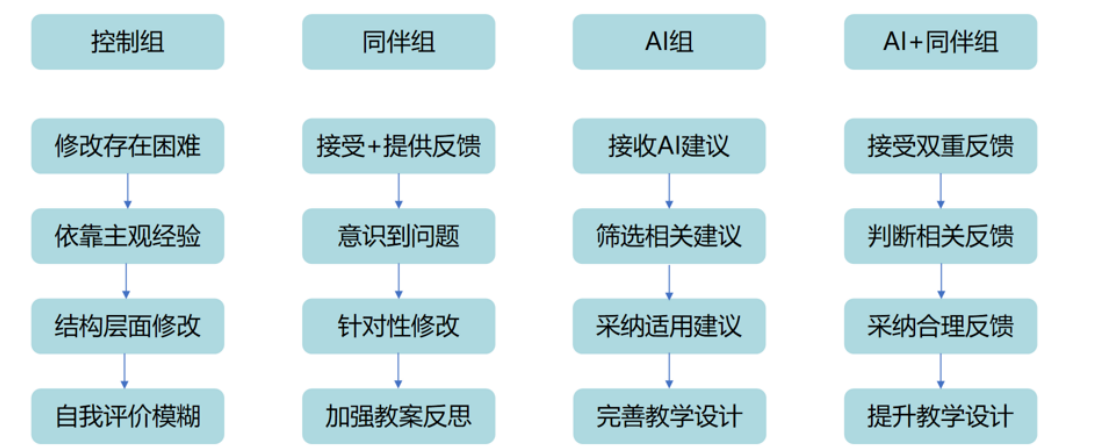 控制组
同伴组
AI组
AI+同伴组
修改存在困难
接受+提供反馈
接收AI建议
接受双重反馈
依靠主观经验
意识到问题
筛选相关建议
判断相关反馈
结构层面修改
针对性修改
采纳适用建议
采纳合理反馈
自我评价模糊
加强教案反思
完善教学设计
提升教学设计